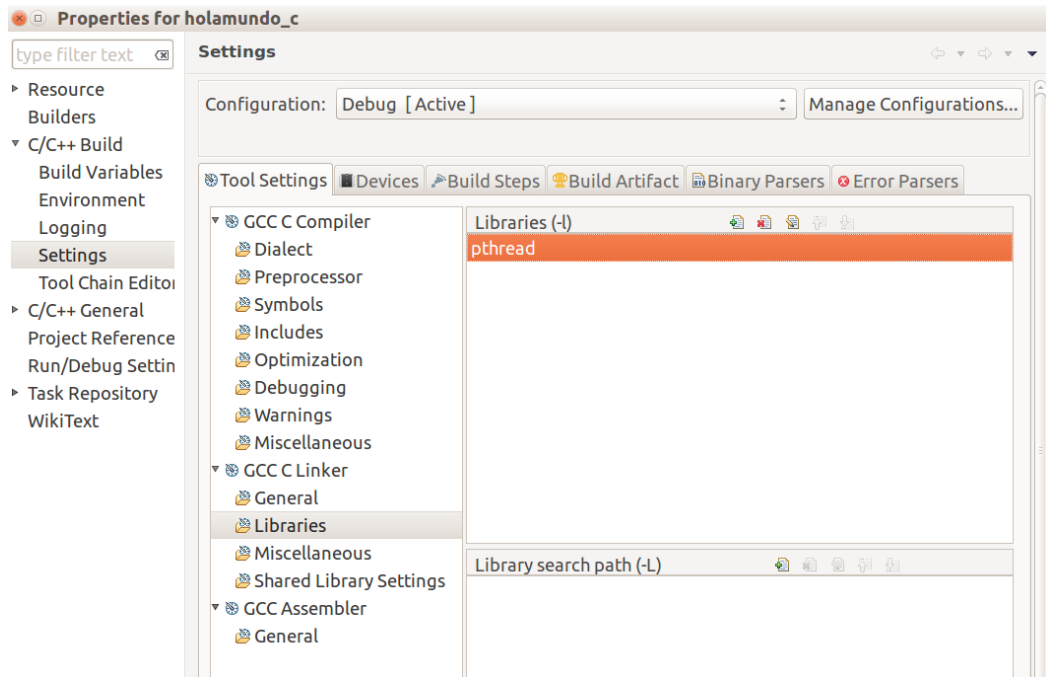 Properties for holamundo_c
type filter text
Settings
Resource
Builders
C/C++ Build
Build Variables
Environment
Logging
Settings
Tool Chain Editor
C/C++ General
Project Reference
Run/Debug Settin
Task Repository
WikiText
Configuration:
Debug [ Active ]
Manage Configurations...
Tool Settings
Devices
Build Steps
Build Artifact
Binary Parsers
Error Parsers
GCC C Compiler
Dialect
Preprocessor
Symbols
Includes
Optimization
Debugging
Warnings
Miscellaneous
GCC C Linker
General
Libraries
Miscellaneous
Shared Library Settings
GCC Assembler
General
Libraries (-l)
pthread
Library search path (-L)